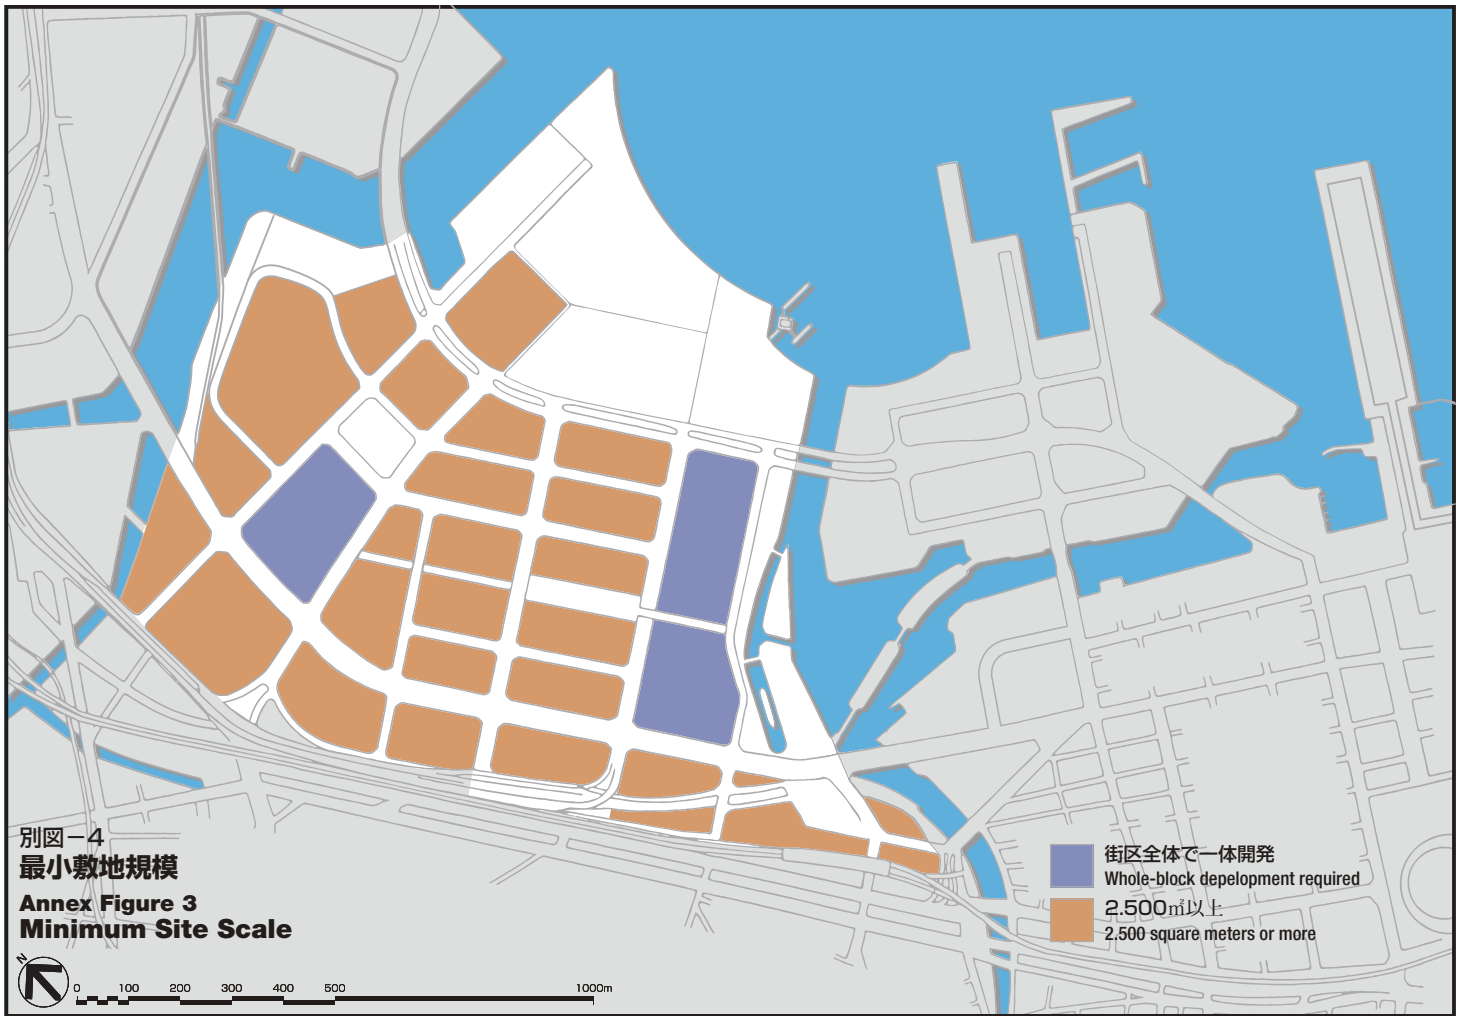 別図－4
最小敷地規模
Annex Figure 3
Minimum Site Scale
N
0 100 200 300 400 500 1000m
街区全体で一体開発
Whole-block depelopment required
2.500㎡以上
2.500 square meters or more